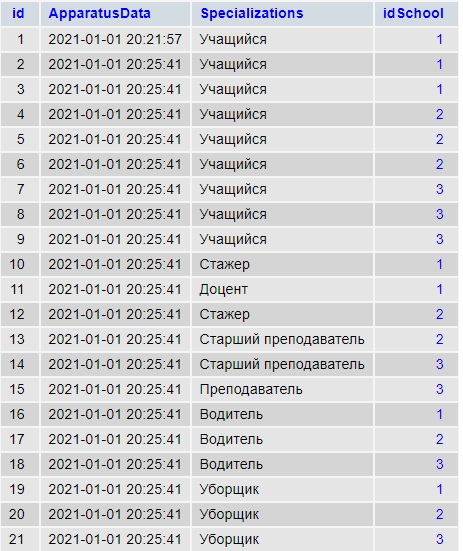 id ApparatusData Specializations idSchool
1 2021-01-01 20:21:57 Учащийся 1
2 2021-01-01 20:25:41 Учащийся 1
3 2021-01-01 20:25:41 Учащийся 1
4 2021-01-01 20:25:41 Учащийся 2
5 2021-01-01 20:25:41 Учащийся 2
6 2021-01-01 20:25:41 Учащийся 2
7 2021-01-01 20:25:41 Учащийся 3
8 2021-01-01 20:25:41 Учащийся 3
9 2021-01-01 20:25:41 Учащийся 3
10 2021-01-01 20:25:41 Стажер 1
11 2021-01-01 20:25:41 Доцент 1
12 2021-01-01 20:25:41 Стажер 2
13 2021-01-01 20:25:41 Старший преподаватель 2
14 2021-01-01 20:25:41 Старший преподаватель 3
15 2021-01-01 20:25:41 Преподаватель 3
16 2021-01-01 20:25:41 Водитель 1
17 2021-01-01 20:25:41 Водитель 2
18 2021-01-01 20:25:41 Водитель 3
19 2021-01-01 20:25:41 Уборщик 1
20 2021-01-01 20:25:41 Уборщик 2
21 2021-01-01 20:25:41 Уборщик 3